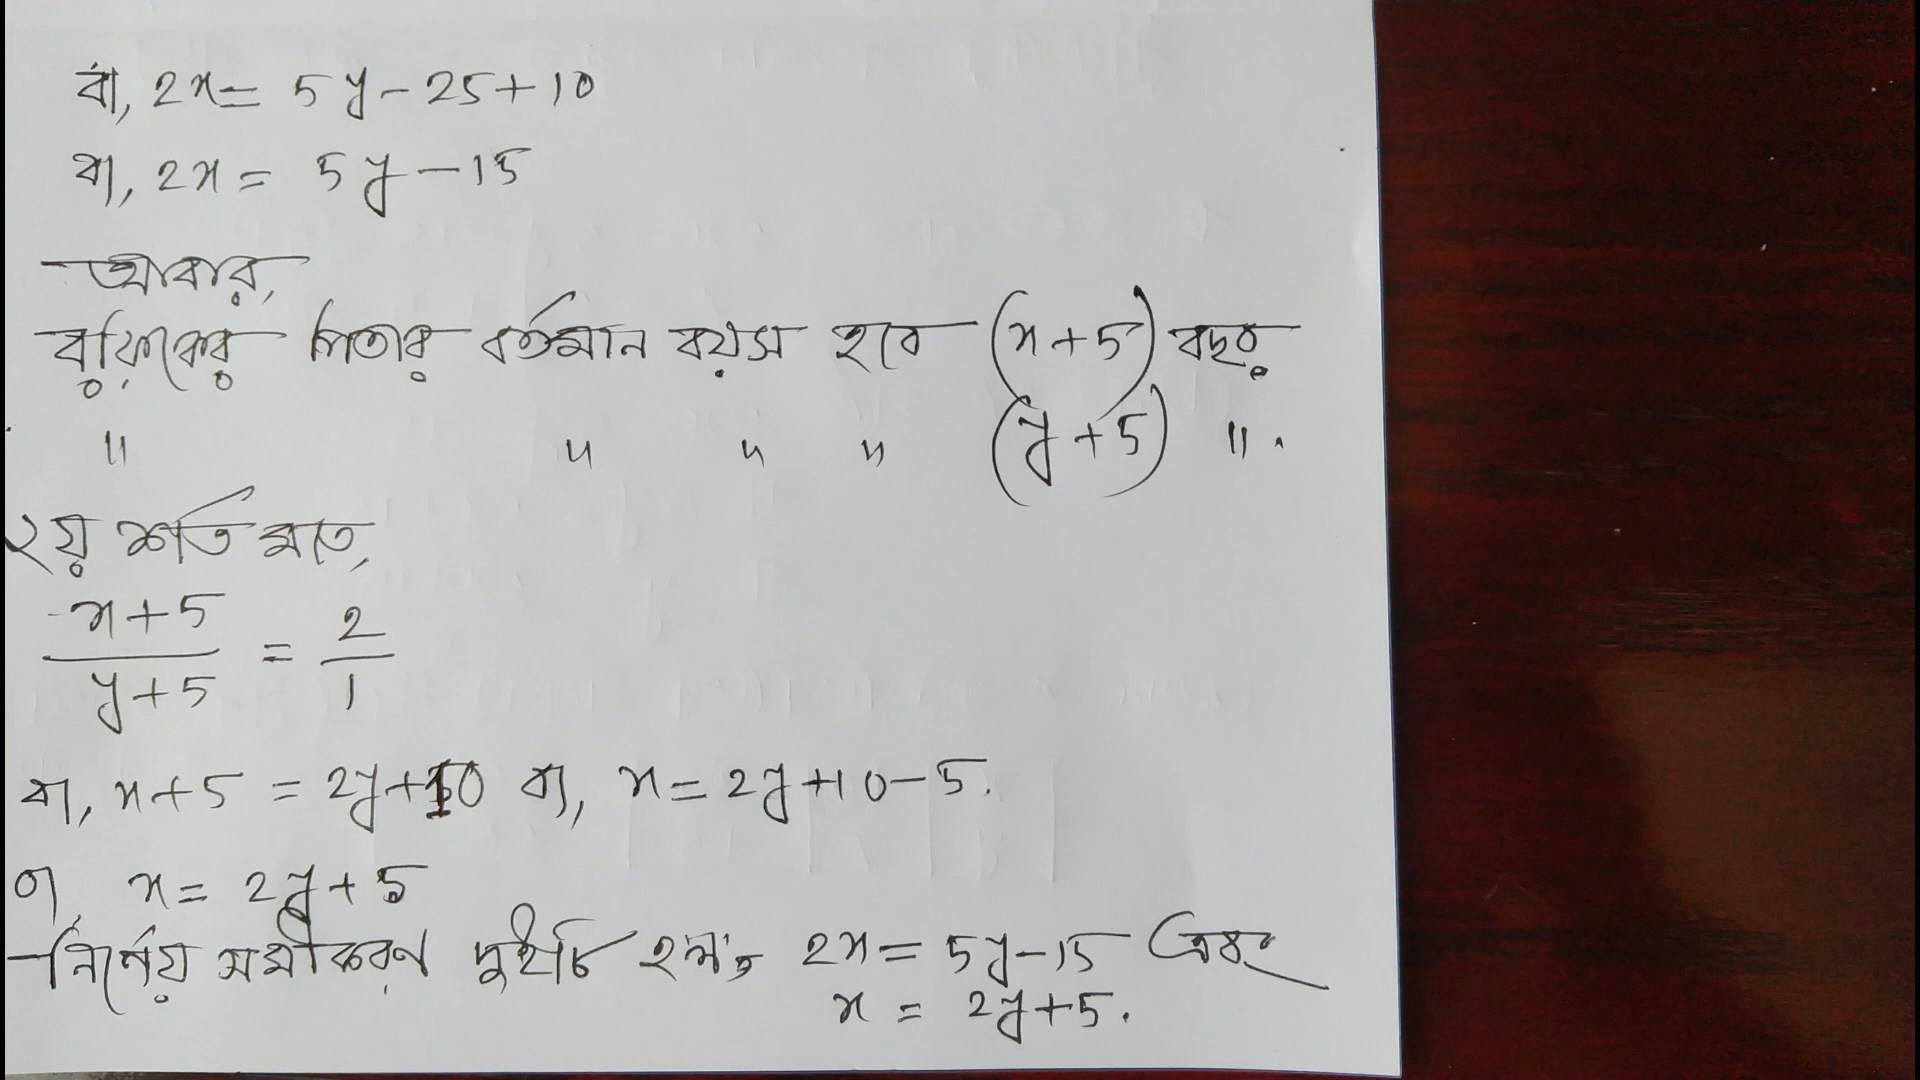 বা, 2x = 5y - 25 + 10
বা, 2x = 5y - 15
আবার,
রফিকের পিতার বর্তমান বয়স হবে (x+5) বছর
" " " " (y+5) ".
২য় শর্ত মতে,
x+5 / y+5 = 2 / 1
বা, x+5 = 2y+10 বা, x = 2y+10-5.
বা, x = 2y+5
নির্ণেয় সমীকরণ দুইটি হল, 2x = 5y-15 এবং
x = 2y+5.